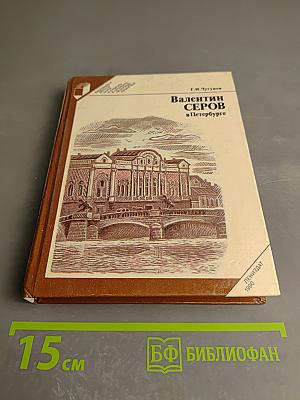 Г.И.Чугунов
Валентин
СЕРОВ
в Петербурге
ЛЕНИЗДАТ
1990
15 см
БФ БИБЛИОФАН